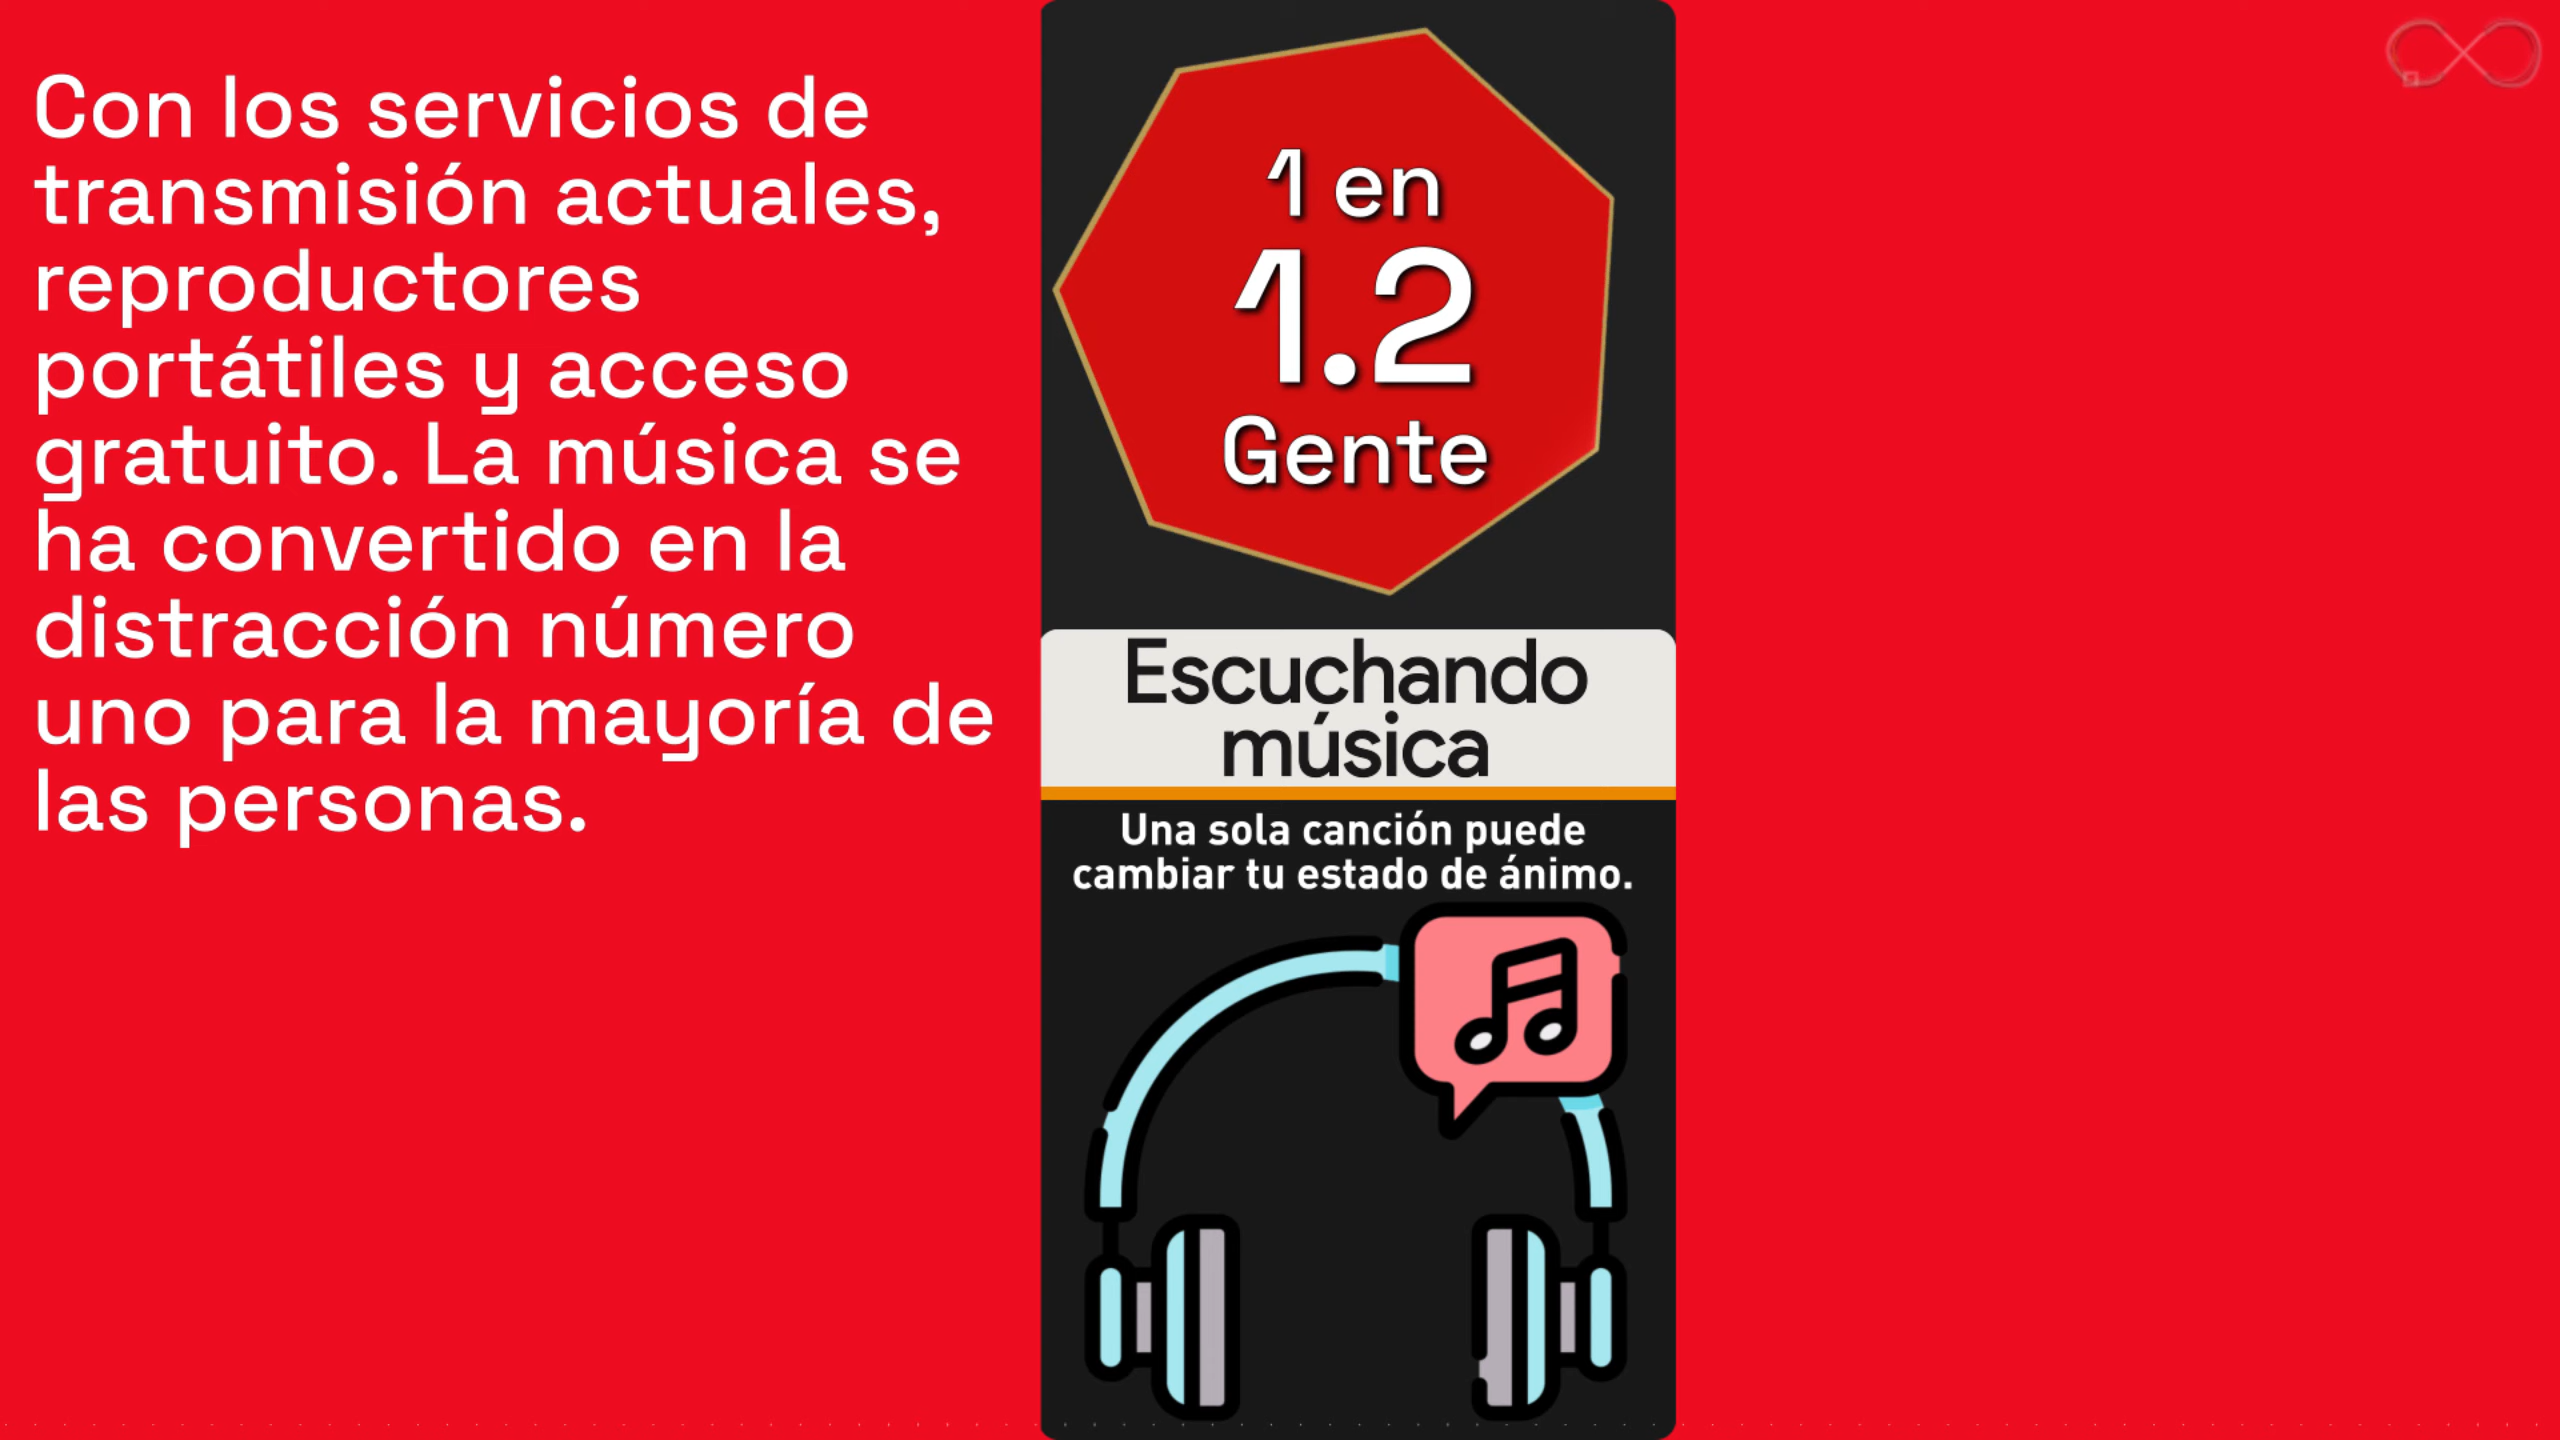 Con los servicios de
transmisión actuales,
reproductores
portátiles y acceso
gratuito. La música se
ha convertido en la
distracción número
uno para la mayoría de
las personas.
1 en
1.2
Gente
Escuchando
música
Una sola canción puede
cambiar tu estado de ánimo.